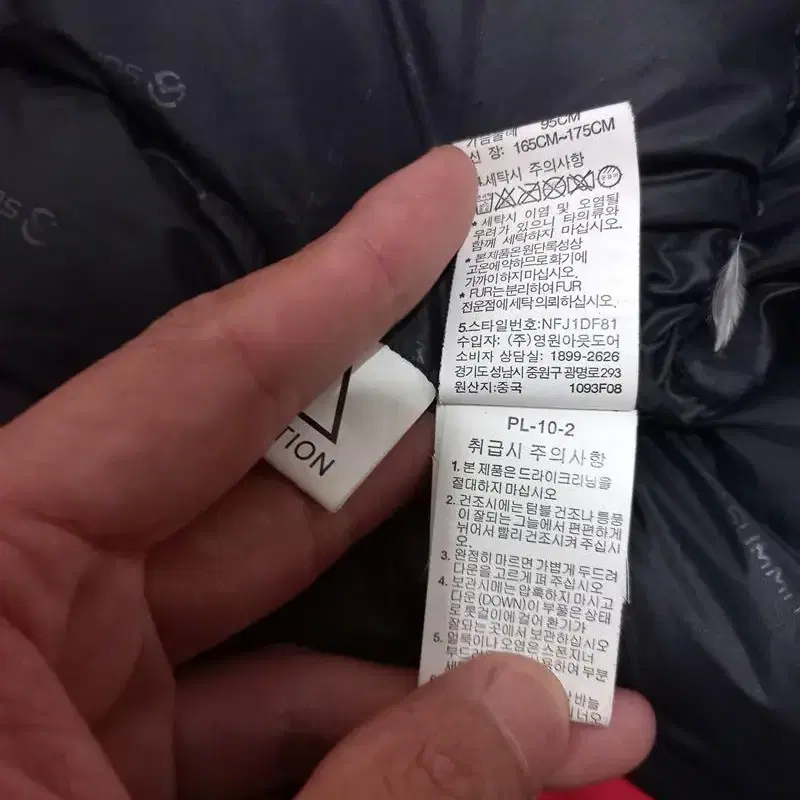 가슴둘레 95CM
신 장: 165CM~175CM
4.세탁시 주의사항
* 세탁시 이염 및 오염될
우려가 있으니 타의류와
함께 세탁하지 마십시오.
* 본제품은원단특성상
고온에약하므로화기에
가까이하지마십시오.
* FUR는분리하여FUR
전문점에세탁의뢰하십시오.
5.스타일번호:NFJ1DF81
수입자: (주)영원아웃도어
소비자 상담실: 1899-2626
경기도성남시중원구광명로293
원산지:중국 1093F08
TION
PL-10-2
취급시 주의사항
1. 본 제품은 드라이크리닝을
절대하지 마십시오
2. 건조시에는 텀블 건조나 통풍
이 잘되는 그늘에서 편편하게
뉘어서 빨리 건조시켜 주십시
오.
3. 완전히 마르면 가볍게 두드려
다운을 고르게 펴 주십시오
4. 보관시에는 압축하지 마시고
다운(DOWN)이 부풀은 상태
로 옷걸이에 걸어 환기가
잘되는 곳에서 보관하십시오
5. 얼룩이나 오염은 스폰지너
부드러 용하여 부분
세
바늘
SUMMI